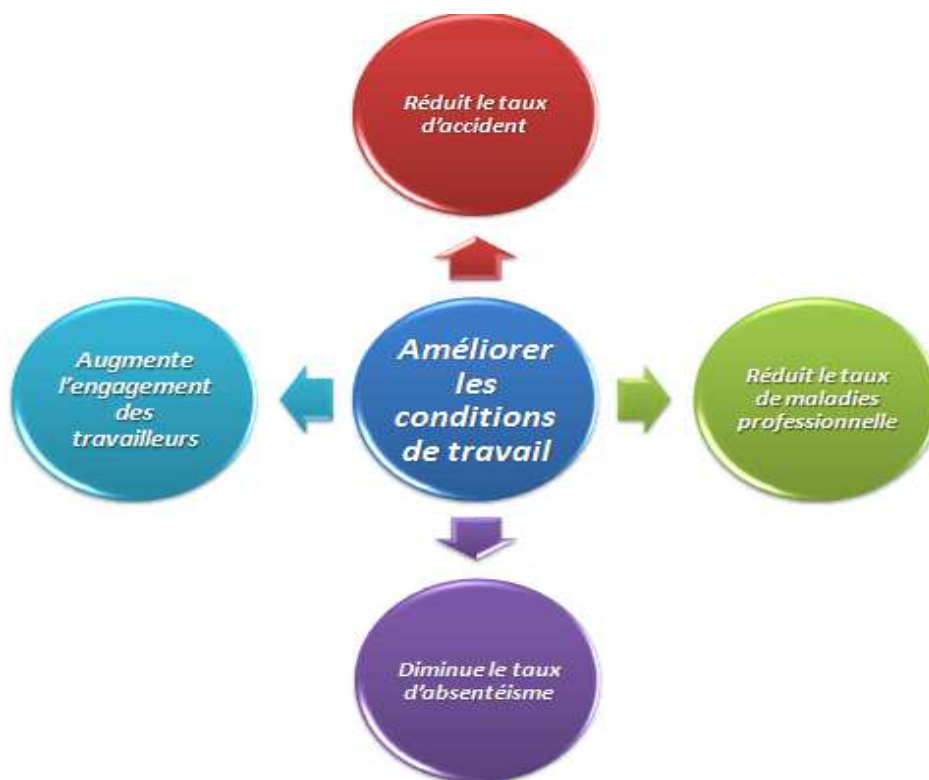 Réduit le taux
d'accident
Augmente
l'engagement
des
travailleurs
Améliorer
les
conditions
de travail
Réduit le taux
de maladies
professionnelle
Diminue le taux
d'absentéisme